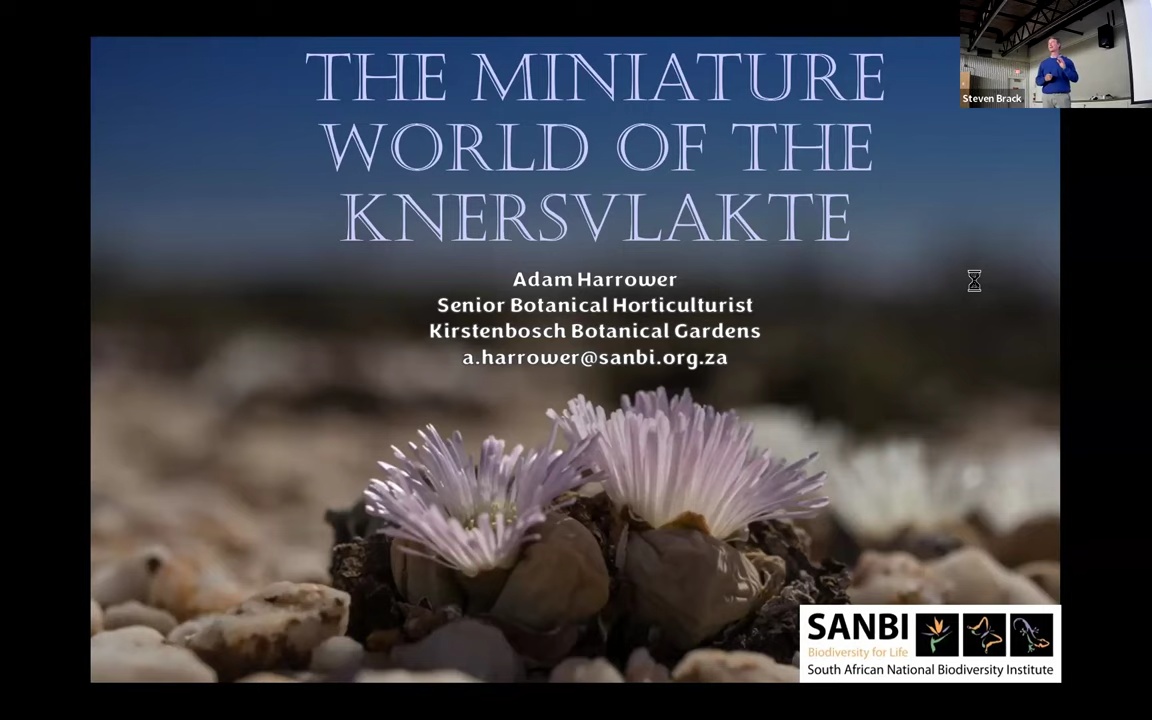 THE MINIATURE
WORLD OF THE
KNERSVLAKTE
Adam Harrower
Senior Botanical Horticulturist
Kirstenbosch Botanical Gardens
a.harrower@sanbi.org.za
Steven Brack
SANBI
Biodiversity for Life
South African National Biodiversity Institute